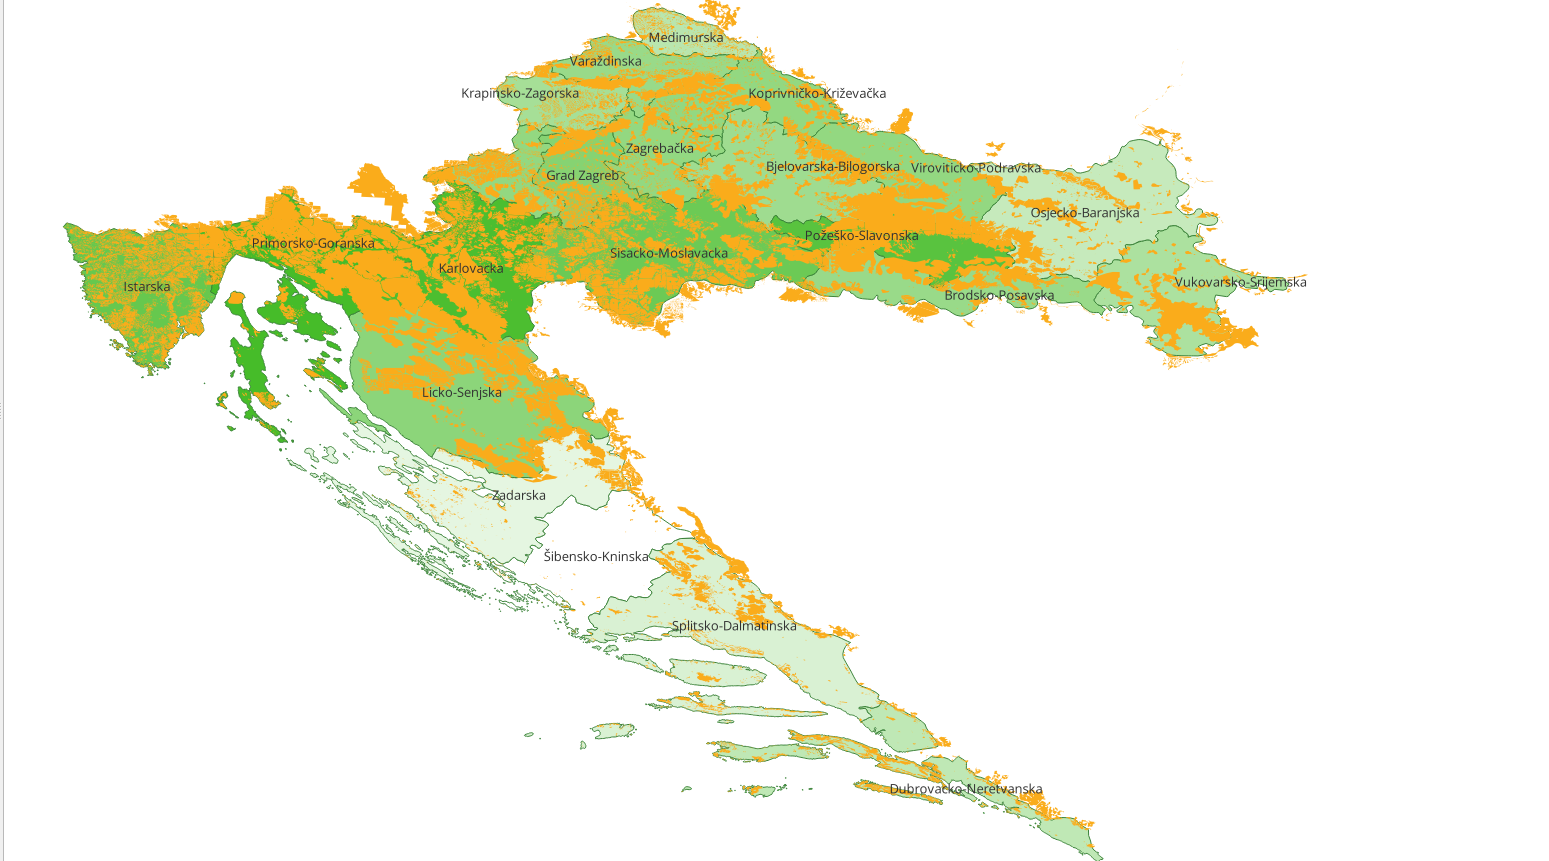 Medimurska
Varaždinska
Krapinsko-Zagorska
Koprivničko-Križevačka
Zagrebačka
Bjelovarska-Bilogorska
Viroviticko-Podravska
Grad Zagreb
Osjecko-Baranjska
Požeško-Slavonska
Primorsko-Goranska
Sisacko-Moslavacka
Karlovacka
Istarska
Vukovarsko-Srijemska
Brodsko-Posavska
Licko-Senjska
Zadarska
Šibensko-Kninska
Splitsko-Dalmatinska
Dubrovacko-Neretvanska